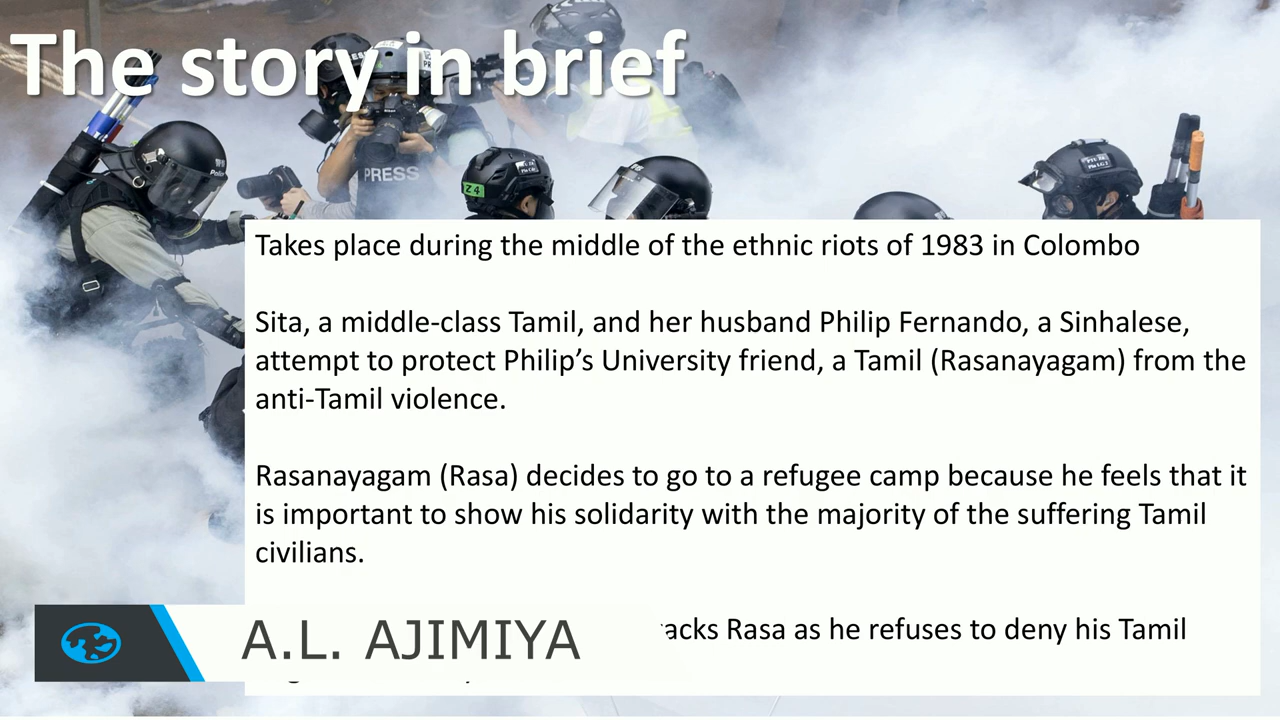 The story in brief
PRESS
Z 4
Takes place during the middle of the ethnic riots of 1983 in Colombo
Sita, a middle-class Tamil, and her husband Philip Fernando, a Sinhalese,
attempt to protect Philip’s University friend, a Tamil (Rasanayagam) from the
anti-Tamil violence.
Rasanayagam (Rasa) decides to go to a refugee camp because he feels that it
is important to show his solidarity with the majority of the suffering Tamil
civilians.
Rasa as he refuses to deny his Tamil
A.L. AJIMIYA